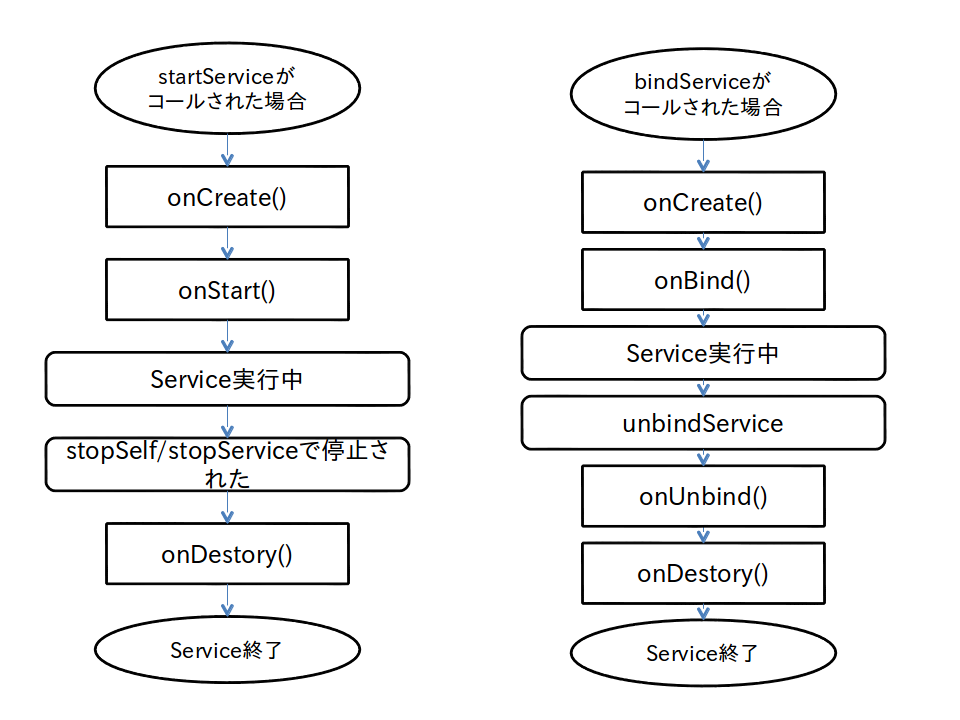 startServiceが
コールされた場合
onCreate()
onStart()
Service実行中
stopSelf/stopServiceで停止さ
れた
onDestory()
Service終了
bindServiceが
コールされた場合
onCreate()
onBind()
Service実行中
unbindService
onUnbind()
onDestory()
Service終了